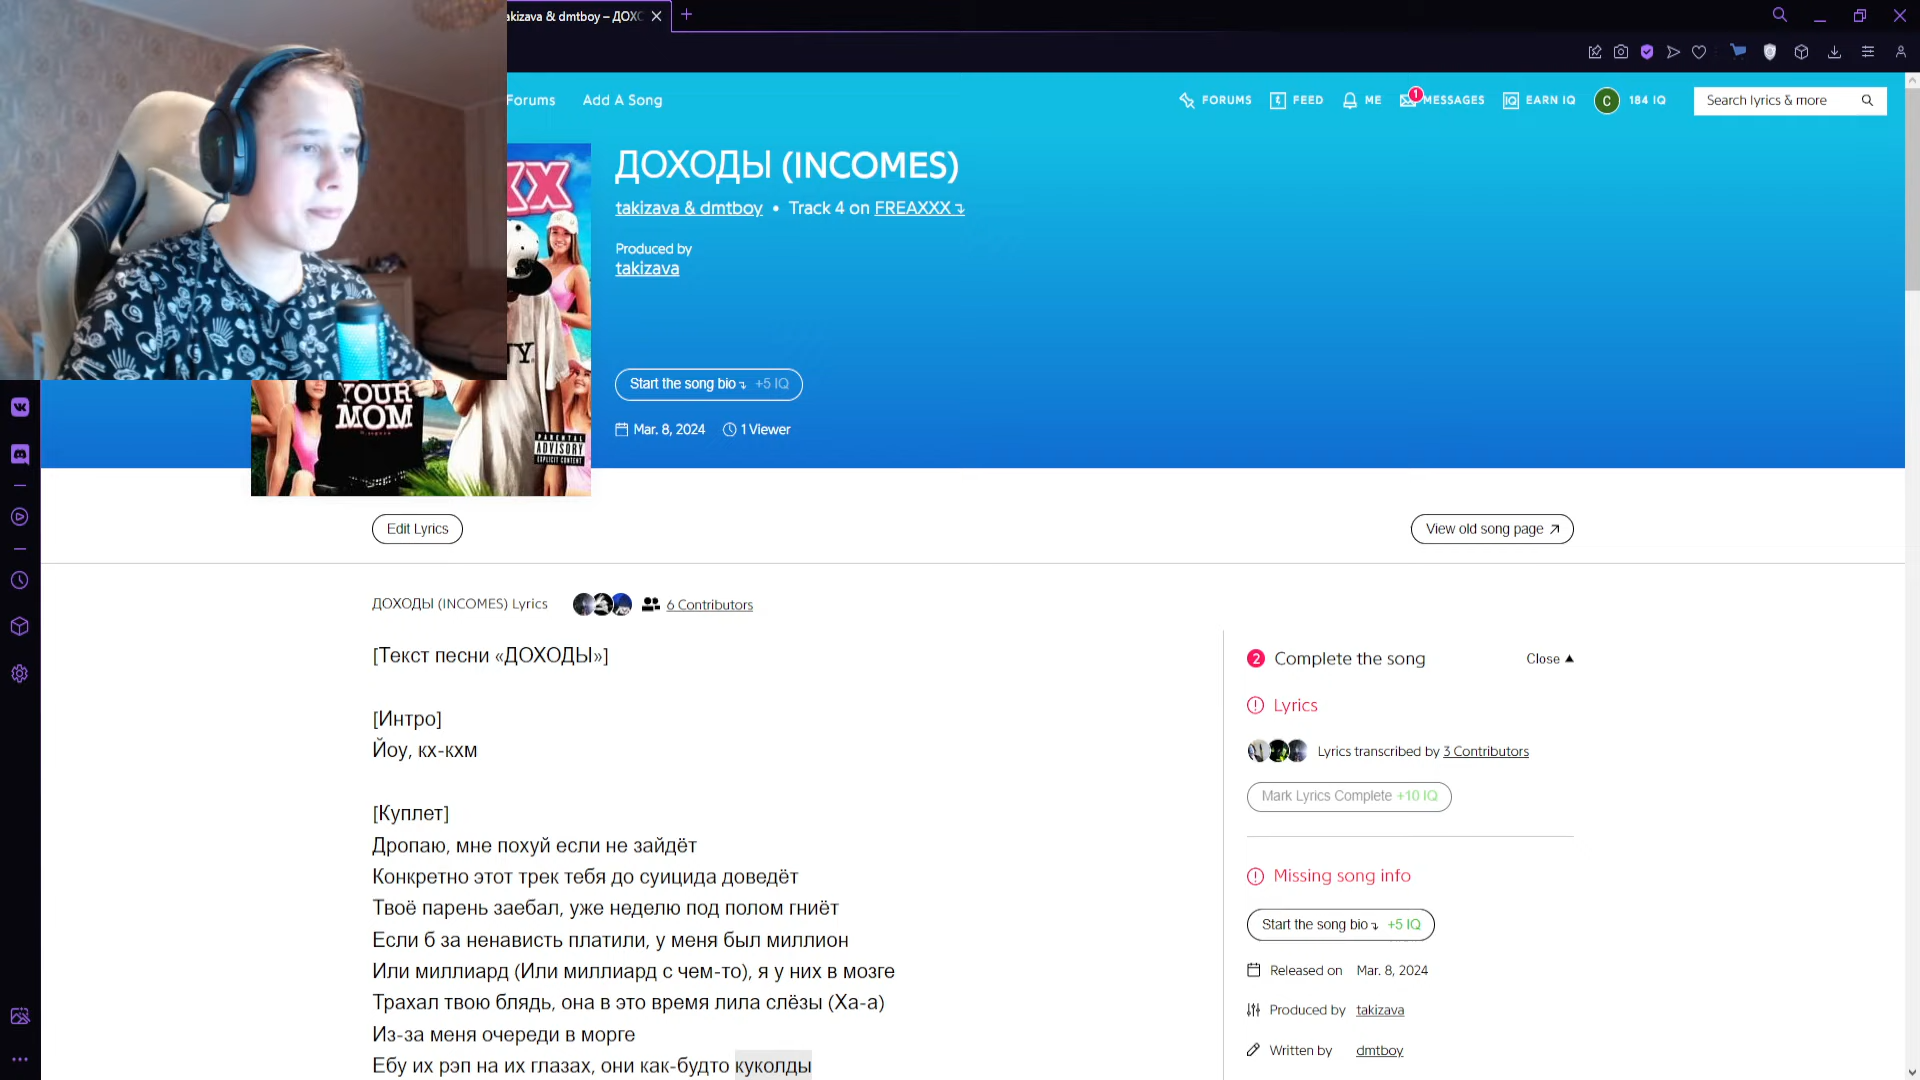 akizava & dmtboy – ДОХО
Forums
Add A Song
FORUMS
FEED
ME
1
MESSAGES
EARN IQ
C
184 IQ
Search lyrics & more
XX
YOUR
MOM
PARENTAL
ADVISORY
EXPLICIT CONTENT
ДОХОДЫ (INCOMES)
takizava & dmtboy • Track 4 on FREAXXX
Produced by
takizava
Start the song bio +5 IQ
Mar. 8, 2024 1 Viewer
Edit Lyrics
View old song page
ДОХОДЫ (INCOMES) Lyrics
6 Contributors
[Текст песни «ДОХОДЫ»]
[Интро]
Йоу, кх-кхм
[Куплет]
Дропаю, мне похуй если не зайдёт
Конкретно этот трек тебя до суицида доведёт
Твоё парень заебал, уже неделю под полом гниёт
Если б за ненависть платили, у меня был миллион
Или миллиард (Или миллиард с чем-то), я у них в мозге
Трахал твою блядь, она в это время лила слёзы (Ха-а)
Из-за меня очереди в морге
Ебу их рэп на их глазах, они как-будто куколды
2 Complete the song
Close
Lyrics
Lyrics transcribed by 3 Contributors
Mark Lyrics Complete +10 IQ
Missing song info
Start the song bio +5 IQ
Released on Mar. 8, 2024
Produced by takizava
Written by dmtboy